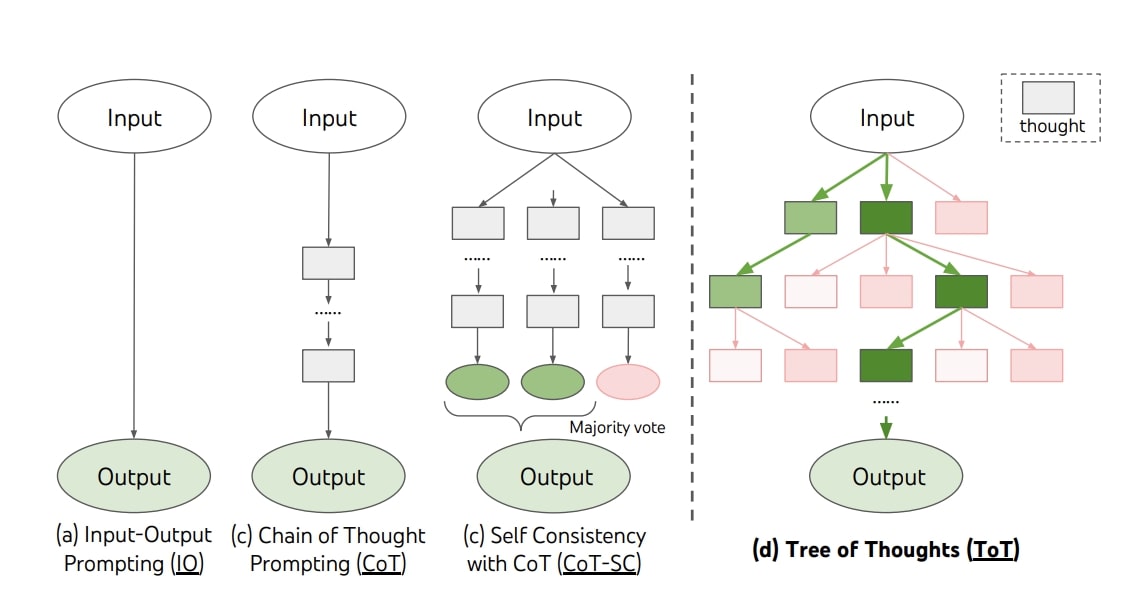 Input
Input
Input
Input
thought
......
...... ...... ......
......
Majority vote
Output
Output
Output
Output
(a) Input-Output
Prompting (IO)
(c) Chain of Thought
Prompting (CoT)
(c) Self Consistency
with CoT (CoT-SC)
(d) Tree of Thoughts (ToT)